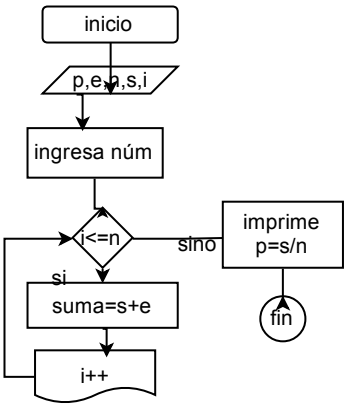 inicio
p,e,n,s,i
ingresa núm
i<=n
sino
imprime
p=s/n
si
suma=s+e
fin
i++